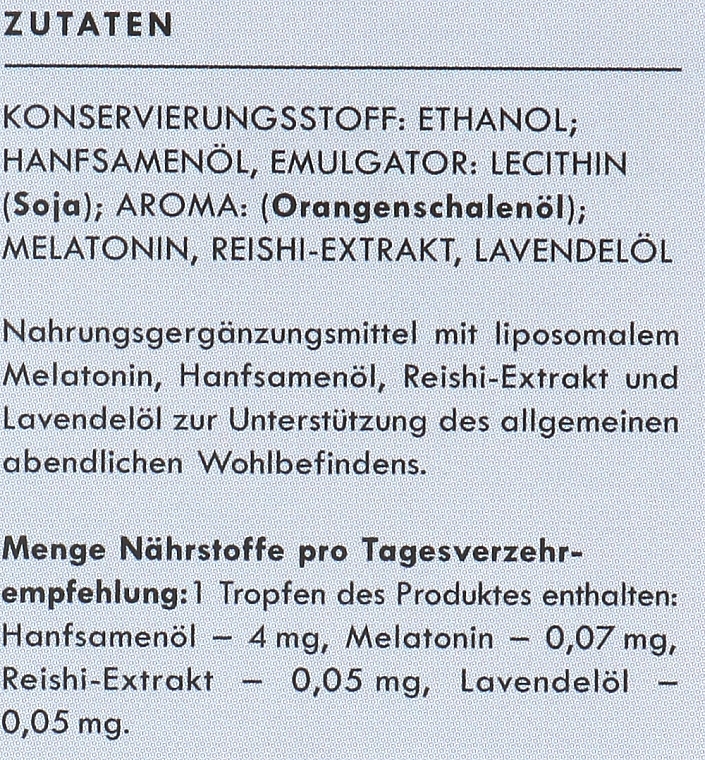 ZUTATEN
KONSERVIERUNGSSTOFF: ETHANOL;
HANFSAMENÖL, EMULGATOR: LECITHIN
(Soja); AROMA: (Orangenschalenöl);
MELATONIN, REISHI-EXTRAKT, LAVENDELÖL
Nahrungsgergänzungsmittel mit liposomalem
Melatonin, Hanfsamenöl, Reishi-Extrakt und
Lavendelöl zur Unterstützung des allgemeinen
abendlichen Wohlbefindens.
Menge Nährstoffe pro Tagesverzehr-
empfehlung:1 Tropfen des Produktes enthalten:
Hanfsamenöl – 4 mg, Melatonin – 0,07 mg,
Reishi-Extrakt – 0,05 mg, Lavendelöl –
0,05 mg.